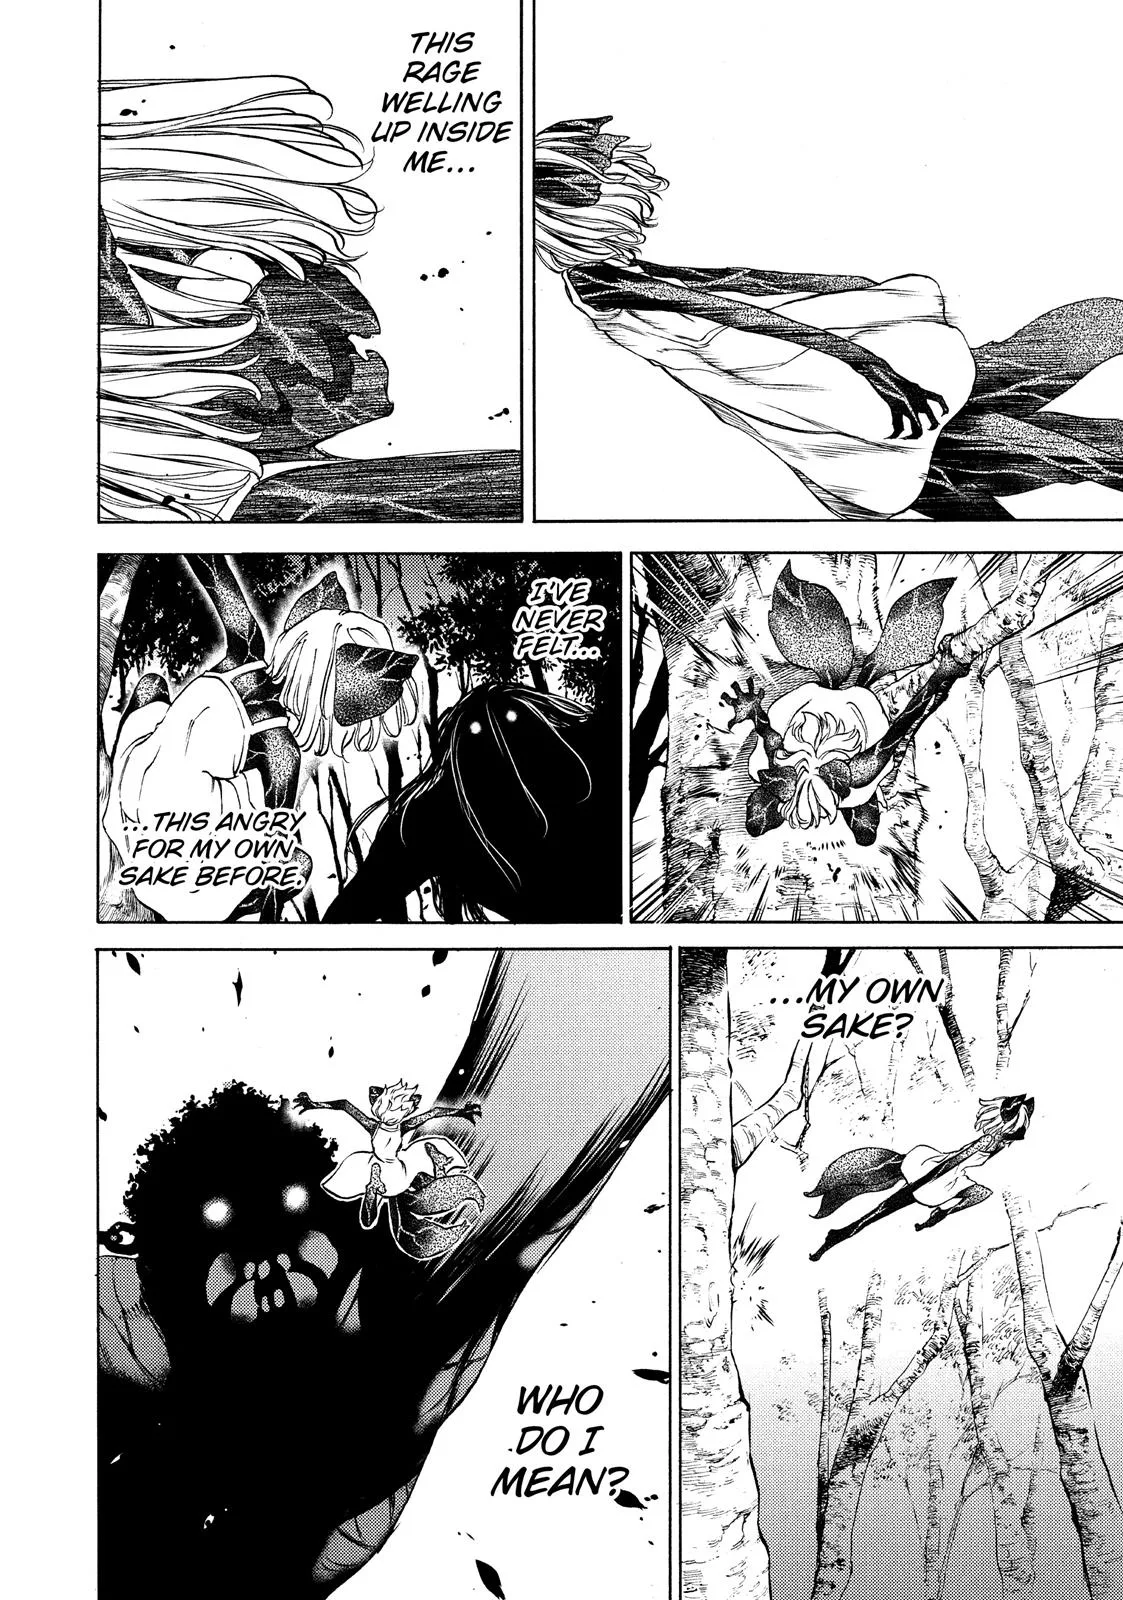 THIS
RAGE
WELLING
UP INSIDE
ME...
I'VE
NEVER
FELT...
...THIS ANGRY
FOR MY OWN
SAKE BEFORE.
...MY OWN
SAKE?
WHO
DO I
MEAN?